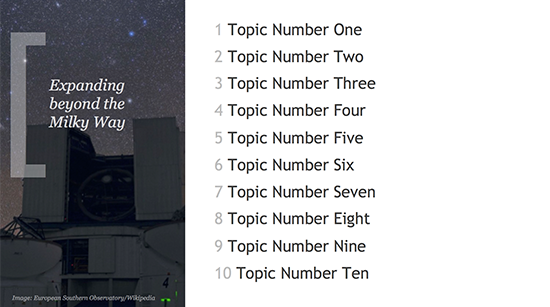 Expanding
beyond the
Milky Way
4
Image: European Southern Observatory/Wikipedia
1 Topic Number One
2 Topic Number Two
3 Topic Number Three
4 Topic Number Four
5 Topic Number Five
6 Topic Number Six
7 Topic Number Seven
8 Topic Number Eight
9 Topic Number Nine
10 Topic Number Ten